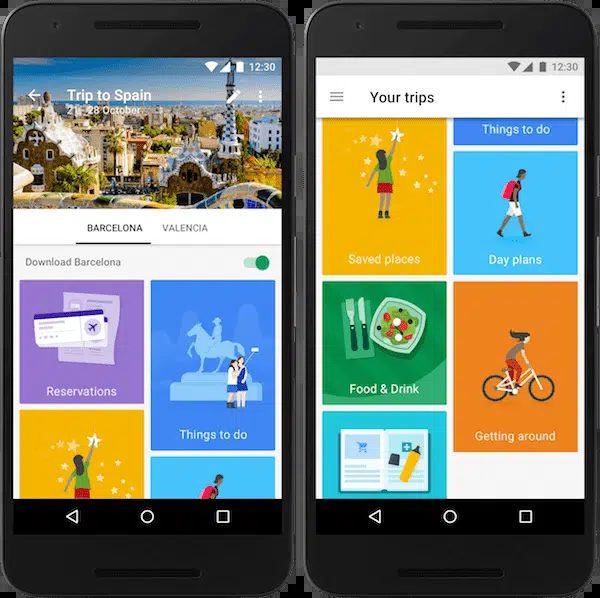 12:30
Trip to Spain
21 - 28 October
BARCELONA
VALENCIA
Download Barcelona
Reservations
Things to do
12:30
Your trips
Things to do
Saved places
Day plans
Food & Drink
Getting around